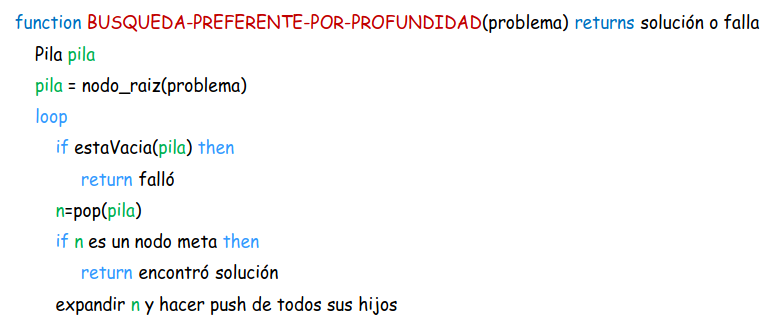 function BUSQUEDA-PREFERENTE-POR-PROFUNDIDAD(problema) returns solución o falla
Pila pila
pila = nodo_raiz(problema)
loop
if estaVacia(pila) then
return falló
n=pop(pila)
if n es un nodo meta then
return encontró solución
expandir n y hacer push de todos sus hijos